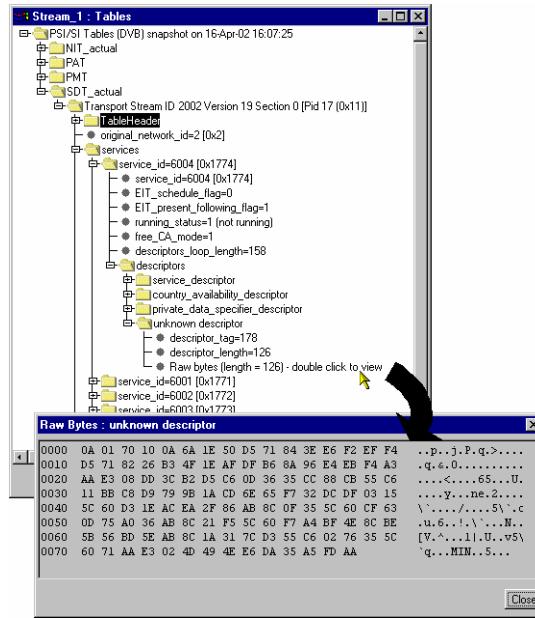 Stream_1 : Tables
PSI/SI Tables (DVB) snapshot on 16-Apr-02 16:07:25
NIT_actual
PAT
PMT
SDT_actual
Transport Stream ID 2002 Version 19 Section 0 [Pid 17 (0x11)]
TableHeader
original_network_id=2 [0x2]
services
service_id=6004 [0x1774]
service_id=6004 [0x1774]
EIT_schedule_flag=0
EIT_present_following_flag=1
running_status=1 (not running)
free_CA_mode=1
descriptors_loop_length=158
descriptors
service_descriptor
country_availability_descriptor
private_data_specifier_descriptor
unknown descriptor
descriptor_tag=178
descriptor_length=126
Raw bytes (length = 126) - double click to view
service_id=6001 [0x1771]
service_id=6002 [0x1772]
service_id=6003 [0x1773]
Raw Bytes : unknown descriptor
0000 0A 01 70 10 0A 6A 1E 50 D5 71 84 3E E6 F2 EF F4 ..p..j.P.q.>....
0010 D5 71 82 26 B3 4F 1E AF DF B6 8A 96 E4 EB F4 A3 .q.&.O..........
0020 AA E3 08 DD 3C B2 D5 C6 0D 36 35 CC 88 CB 55 C6 ....<....65...U.
0030 11 BB C8 D9 79 9B 1A CD 6E 65 F7 32 DC DF 03 15 ....y...ne.2....
0040 5C 60 D3 1E AC EA 2F 86 AB 8C 0F 35 5C 60 CF 63 \`..../....5\`.c
0050 0D 75 A0 36 AB 8C 21 F5 5C 60 F7 A4 BF 4E 8C BE .u.6..!.\`...N..
0060 5B 56 BD 5E AB 8C 1A 31 7C D3 55 C6 02 76 35 5C [V.^...1|.U..v5\
0070 60 71 AA E3 02 4D 49 4E E6 DA 35 A5 FD AA `q...MIN..5...
Close